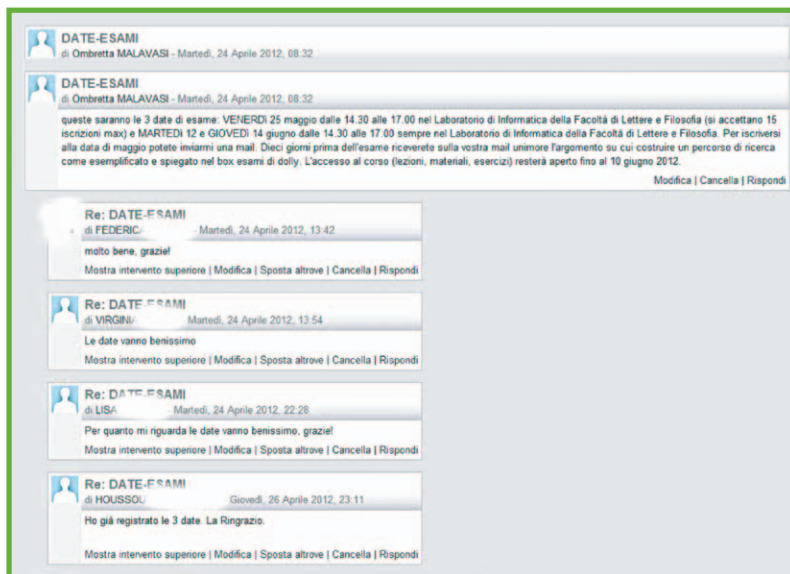 DATE-ESAMI
di Ombretta MALAVASI - Martedì, 24 Aprile 2012, 08:32
DATE-ESAMI
di Ombretta MALAVASI - Martedì, 24 Aprile 2012, 08:32
queste saranno le 3 date di esame: VENERDì 25 maggio dalle 14.30 alle 17.00 nel Laboratorio di Informatica della Facoltà di Lettere e Filosofia (si accettano 15
iscrizioni max) e MARTEDì 12 e GIOVEDì 14 giugno dalle 14.30 alle 17.00 sempre nel Laboratorio di Informatica della Facoltà di Lettere e Filosofia. Per iscriversi
alla data di maggio potete inviarmi una mail. Dieci giorni prima dell'esame riceverete sulla vostra mail unimore l'argomento su cui costruire un percorso di ricerca
come esemplificato e spiegato nel box esami di dolly. L'accesso al corso (lezioni, materiali, esercizi) resterà aperto fino al 10 giugno 2012.
Modifica | Cancella | Rispondi
Re: DATE-ESAMI
di FEDERICA - Martedì, 24 Aprile 2012, 13:42
molto bene, grazie!
Mostra intervento superiore | Modifica | Sposta altrove | Cancella | Rispondi
Re: DATE-ESAMI
di VIRGINI Martedì, 24 Aprile 2012, 13:54
Le date vanno benissimo
Mostra intervento superiore | Modifica | Sposta altrove | Cancella | Rispondi
Re: DATE-ESAMI
di LISA Martedì, 24 Aprile 2012, 22:28
Per quanto mi riguarda le date vanno benissimo, grazie!
Mostra intervento superiore | Modifica | Sposta altrove | Cancella | Rispondi
Re: DATE-ESAMI
di HOUSSOU Giovedì, 26 Aprile 2012, 23:11
Ho già registrato le 3 date. La Ringrazio.
Mostra intervento superiore | Modifica | Sposta altrove | Cancella | Rispondi